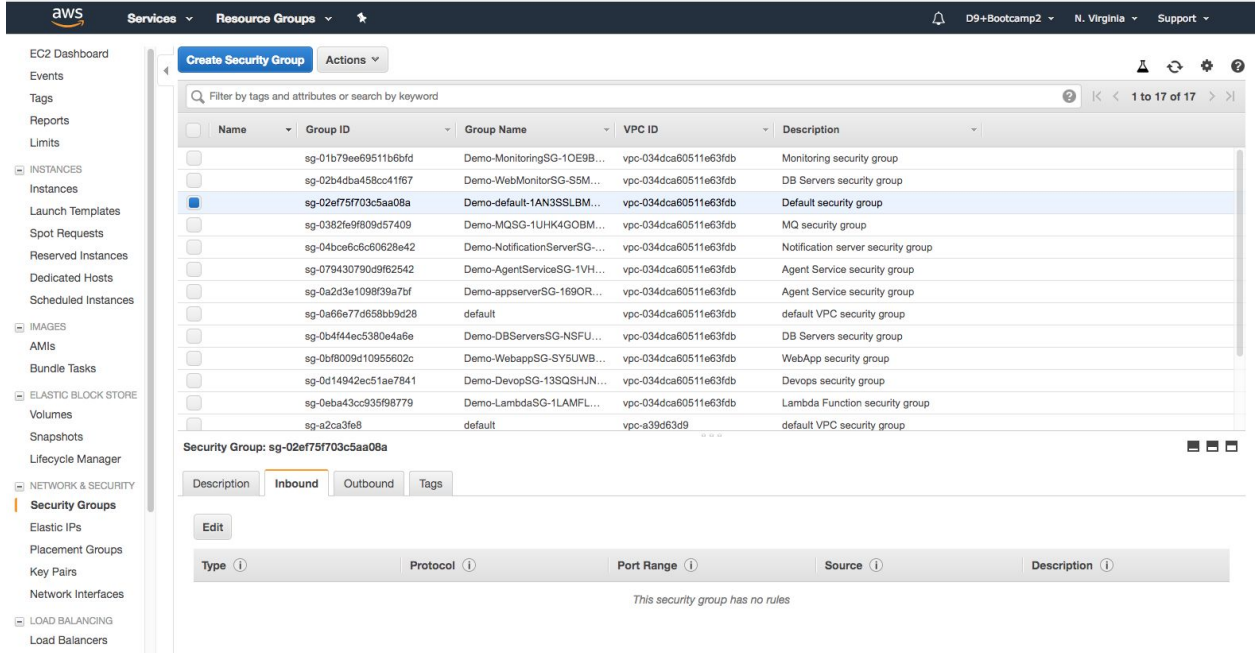 aws Services Resource Groups D9+Bootcamp2 N. Virginia Support
EC2 Dashboard
Events
Tags
Reports
Limits
INSTANCES
Instances
Launch Templates
Spot Requests
Reserved Instances
Dedicated Hosts
Scheduled Instances
IMAGES
AMIs
Bundle Tasks
ELASTIC BLOCK STORE
Volumes
Snapshots
Lifecycle Manager
NETWORK & SECURITY
Security Groups
Elastic IPs
Placement Groups
Key Pairs
Network Interfaces
LOAD BALANCING
Load Balancers
Create Security Group Actions
Filter by tags and attributes or search by keyword 1 to 17 of 17
Name Group ID Group Name VPC ID Description
sg-01b79ee69511b6bfd Demo-MonitoringSG-1OE9B... vpc-034dca60511e63fdb Monitoring security group
sg-02b4dba458cc41f67 Demo-WebMonitorSG-S5M... vpc-034dca60511e63fdb DB Servers security group
sg-02ef75f703c5aa08a Demo-default-1AN3SSLBM... vpc-034dca60511e63fdb Default security group
sg-0382fe9f809d57409 Demo-MQSG-1UHK4GOBM... vpc-034dca60511e63fdb MQ security group
sg-04bce6c6c60628e42 Demo-NotificationServerSG-... vpc-034dca60511e63fdb Notification server security group
sg-079430790d9f62542 Demo-AgentServiceSG-1VH... vpc-034dca60511e63fdb Agent Service security group
sg-0a2d3e1098f39a7bf Demo-appserverSG-169OR... vpc-034dca60511e63fdb Agent Service security group
sg-0a66e77d658bb9d28 default vpc-034dca60511e63fdb default VPC security group
sg-0b4f44ec5380e4a6e Demo-DBServersSG-NSFU... vpc-034dca60511e63fdb DB Servers security group
sg-0bf8009d10955602c Demo-WebappSG-SY5UWB... vpc-034dca60511e63fdb WebApp security group
sg-0d14942ec51ae7841 Demo-DevopSG-13SQSHJN... vpc-034dca60511e63fdb Devops security group
sg-0eba43cc935f98779 Demo-LambdaSG-1LAMFL... vpc-034dca60511e63fdb Lambda Function security group
sg-a2ca3fe8 default vpc-a39d63d9 default VPC security group
Security Group: sg-02ef75f703c5aa08a
Description Inbound Outbound Tags
Edit
Type Protocol Port Range Source Description
This security group has no rules